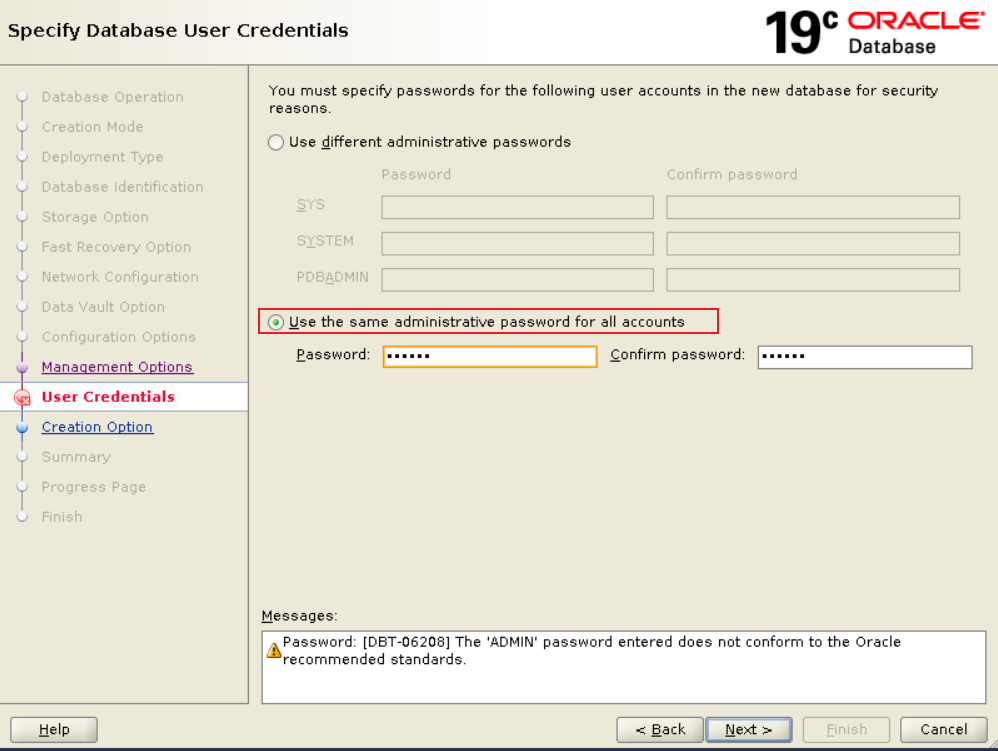 Specify Database User Credentials
19c ORACLE Database
Database Operation
Creation Mode
Deployment Type
Database Identification
Storage Option
Fast Recovery Option
Network Configuration
Data Vault Option
Configuration Options
Management Options
User Credentials
Creation Option
Summary
Progress Page
Finish
You must specify passwords for the following user accounts in the new database for security
reasons.
Use different administrative passwords
Password Confirm password
SYS
SYSTEM
PDBADMIN
Use the same administrative password for all accounts
Password: •••••• Confirm password: ••••••
Messages:
Password: [DBT-06208] The 'ADMIN' password entered does not conform to the Oracle
recommended standards.
Help < Back Next > Finish Cancel